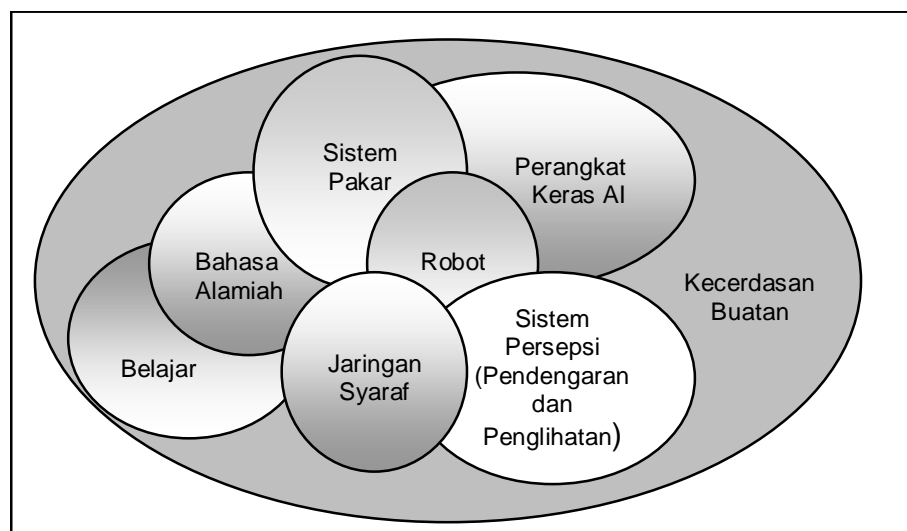 Sistem
Pakar
Perangkat
Keras AI
Bahasa
Alamiah
Robot
Kecerdasan
Buatan
Belajar
Jaringan
Syaraf
Sistem
Persepsi
(Pendengaran
dan
Penglihatan)